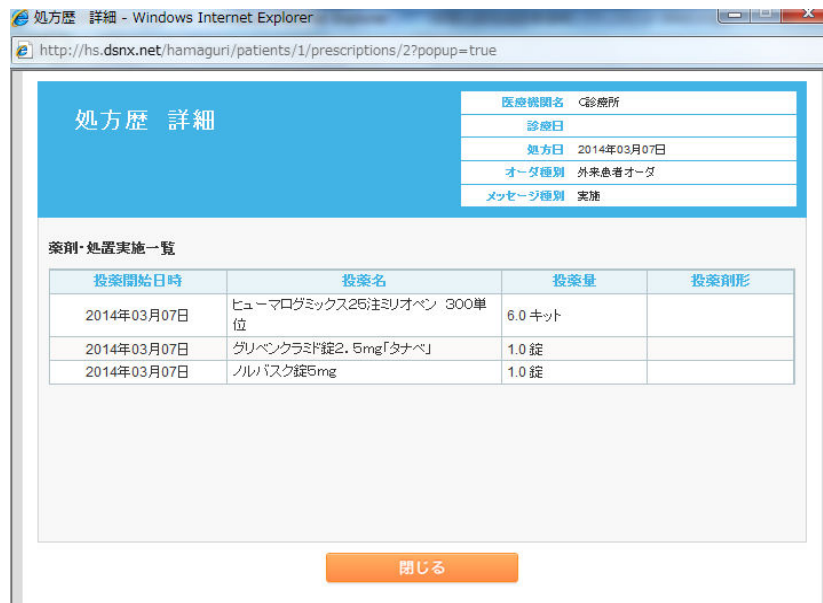 処方歴 詳細 - Windows Internet Explorer
http://hs.dsnx.net/hamaguri/patients/1/prescriptions/2?popup=true
処方歴 詳細
医療機関名 C診療所
診療日
処方日 2014年03月07日
オーダ種別 外来患者オーダ
メッセージ種別 実施
薬剤・処置実施一覧
投薬開始日時 投薬名 投薬量 投薬剤形
2014年03月07日 ヒューマログミックス25注ミリオペン 300単
位 6.0 キット
2014年03月07日 グリベンクラミド錠2.5mg「タナベ」 1.0 錠
2014年03月07日 ノルバスク錠5mg 1.0 錠
閉じる